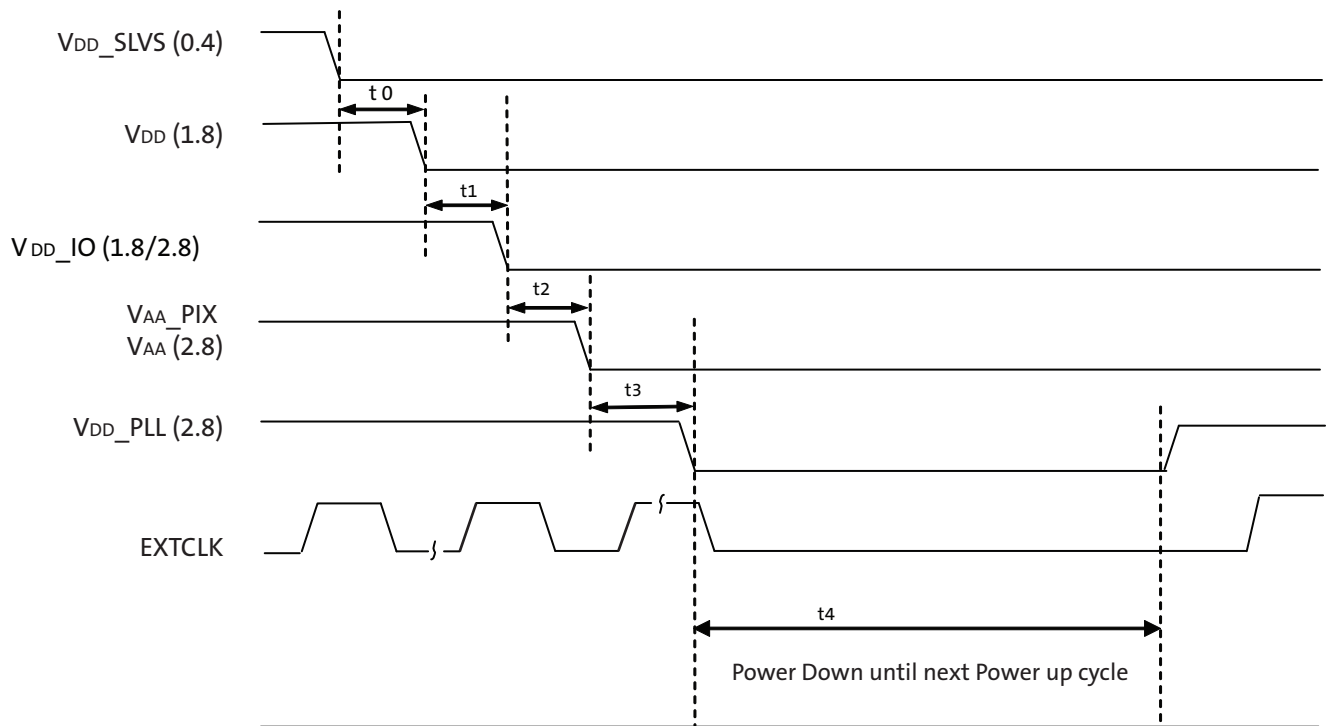 VDD_SLVS (0.4)
t 0
VDD (1.8)
t1
VDD_IO (1.8/2.8)
t2
VAA_PIX
VAA (2.8)
t3
VDD_PLL (2.8)
EXTCLK
t4
Power Down until next Power up cycle